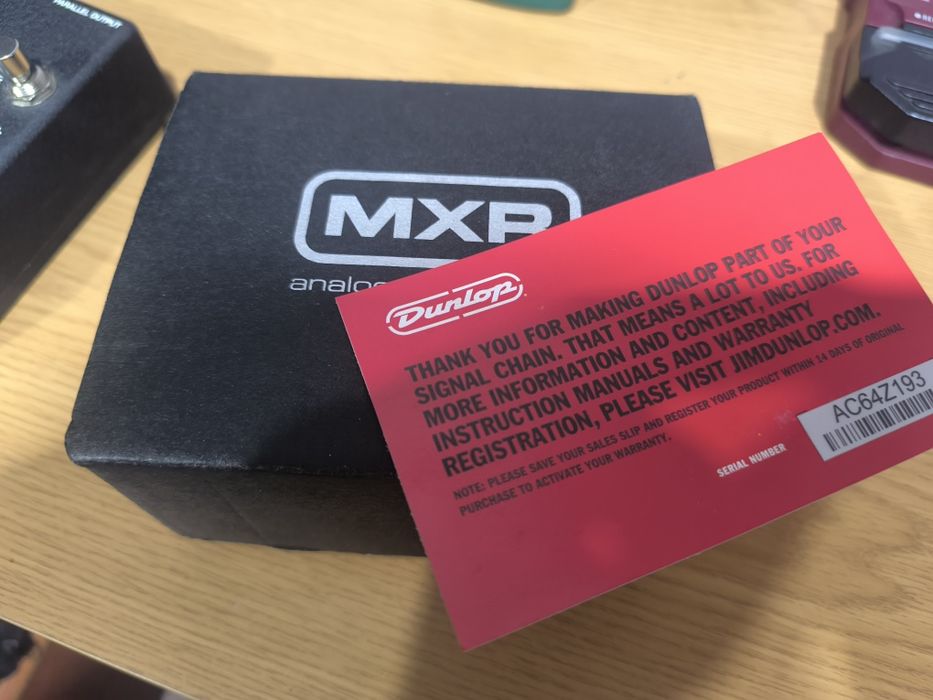 PARALLEL OUTPUT
MXR
analog
Dunlop
THANK YOU FOR MAKING DUNLOP PART OF YOUR
SIGNAL CHAIN. THAT MEANS A LOT TO US. FOR
MORE INFORMATION AND CONTENT, INCLUDING
INSTRUCTION MANUALS AND WARRANTY
REGISTRATION, PLEASE VISIT JIMDUNLOP.COM.
NOTE: PLEASE SAVE YOUR SALES SLIP AND REGISTER YOUR PRODUCT WITHIN 14 DAYS OF ORIGINAL
PURCHASE TO ACTIVATE YOUR WARRANTY.
SERIAL NUMBER
AC64Z193